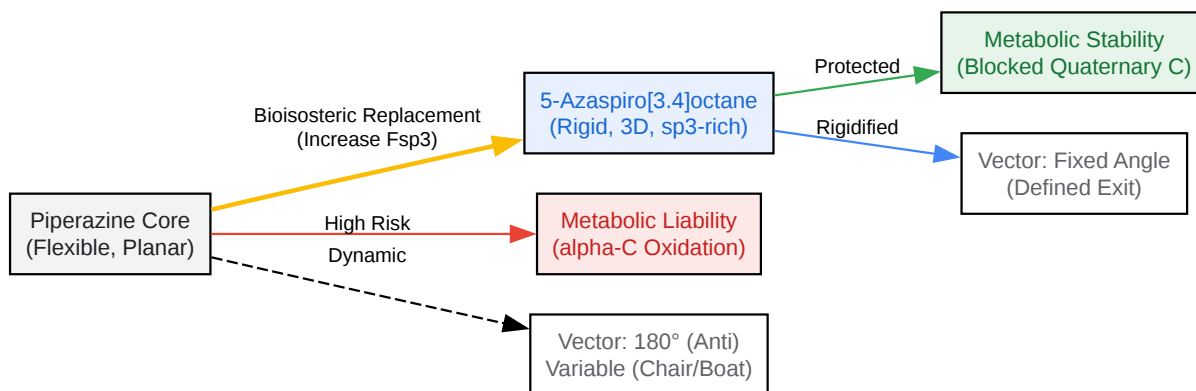 Metabolic Stability
(Blocked Quaternary C)
Protected
5-Azaspiro[3.4]octane
(Rigid, 3D, sp3-rich)
Bioisosteric Replacement
(Increase Fsp3)
Rigidified
Vector: Fixed Angle
(Defined Exit)
Piperazine Core
(Flexible, Planar)
High Risk
Metabolic Liability
(alpha-C Oxidation)
Dynamic
Vector: 180° (Anti)
Variable (Chair/Boat)